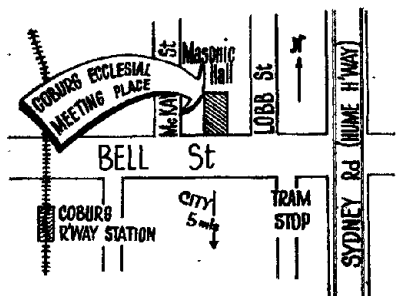 COBURG ECCLESIAL
MEETING PLACE
McKAY St
Masonic
Hall
LOBB St
N
SYDNEY Rd (HUME H'WAY)
BELL St
COBURG
R'WAY STATION
CITY
5 mls
TRAM
STOP